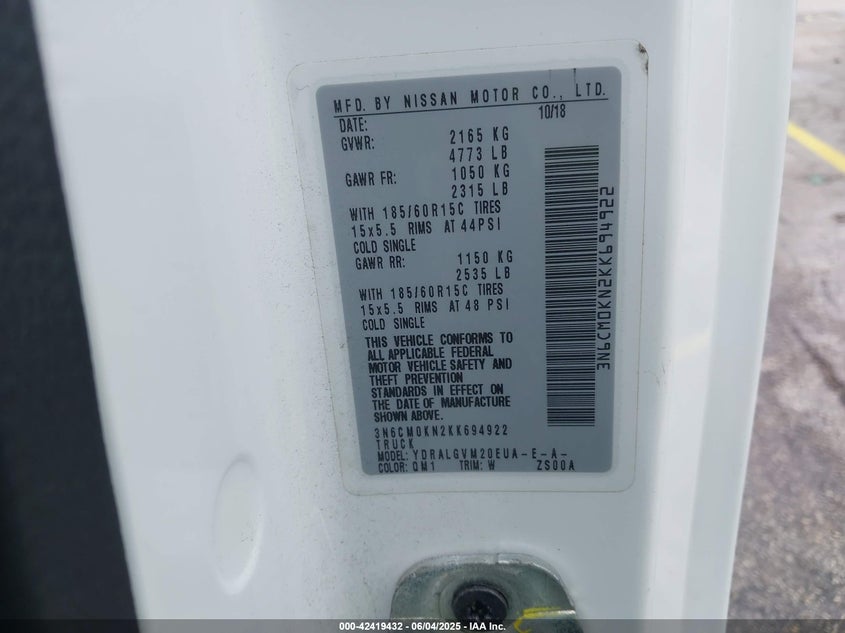 MFD. BY NISSAN MOTOR CO., LTD.
DATE: 10/18
GVWR: 2165 KG
4773 LB
GAWR FR: 1050 KG
2315 LB
WITH 185/60R15C TIRES
15x5.5 RIMS AT 44PSI
COLD SINGLE
GAWR RR: 1150 KG
2535 LB
WITH 185/60R15C TIRES
15x5.5 RIMS AT 48 PSI
COLD SINGLE
THIS VEHICLE CONFORMS TO
ALL APPLICABLE FEDERAL
MOTOR VEHICLE SAFETY AND
THEFT PREVENTION
STANDARDS IN EFFECT ON
THE DATE OF MANUFACTURE
SHOWN ABOVE.
3N6CM0KN2KK694922
TRUCK
MODEL: YDRALGVM20EUA-E-A-
COLOR: QM1 TRIM: W ZS00A
3N6CM0KN2KK694922
000-42419432 - 06/04/2025 - IAA Inc.